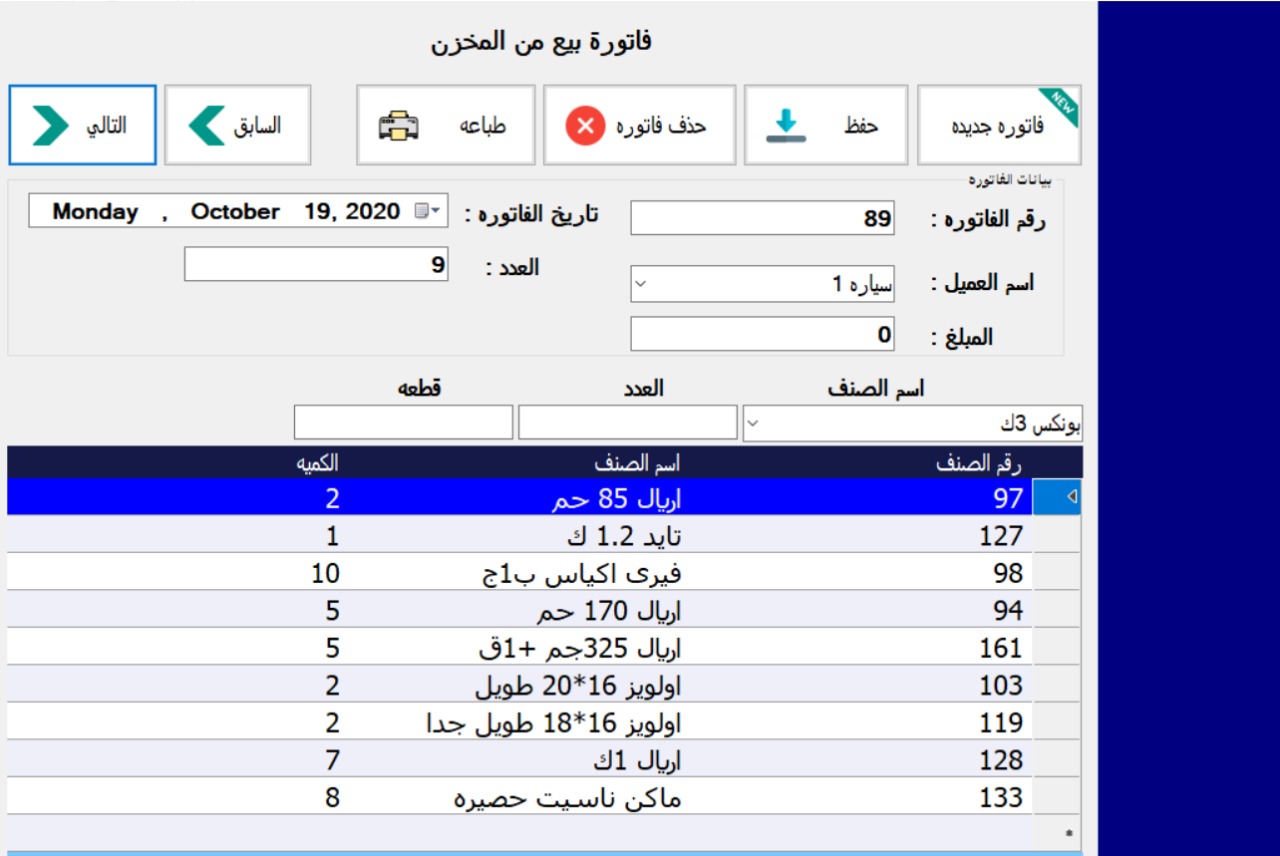 فاتورة بيع من المخزن
فاتوره جديده NEW
حفظ
حذف فاتوره
طباعه
السابق
التالي
بيانات الفاتوره
رقم الفاتوره : 89
تاريخ الفاتوره : Monday , October 19, 2020
اسم العميل : سياره 1
العدد : 9
المبلغ : 0
اسم الصنف العدد قطعه
بونكس 3ك
رقم الصنف اسم الصنف الكميه
97 اريال 85 حم 2
127 تايد 1.2 ك 1
98 فيرى اكياس ب1ج 10
94 اريال 170 حم 5
161 اريال 325جم +1ق 5
103 اولويز 16*20 طويل 2
119 اولويز 16*18 طويل جدا 2
128 اريال 1ك 7
133 ماكن ناسيت حصيره 8